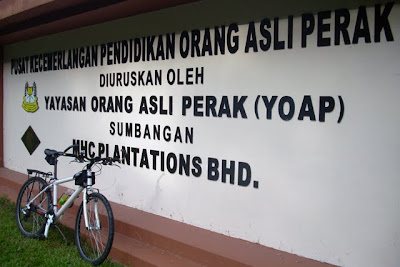 PUSAT KECEMERLANGAN PENDIDIKAN ORANG ASLI PERAK
DIURUSKAN OLEH
YAYASAN ORANG ASLI PERAK (YOAP)
SUMBANGAN
MHC PLANTATIONS BHD.